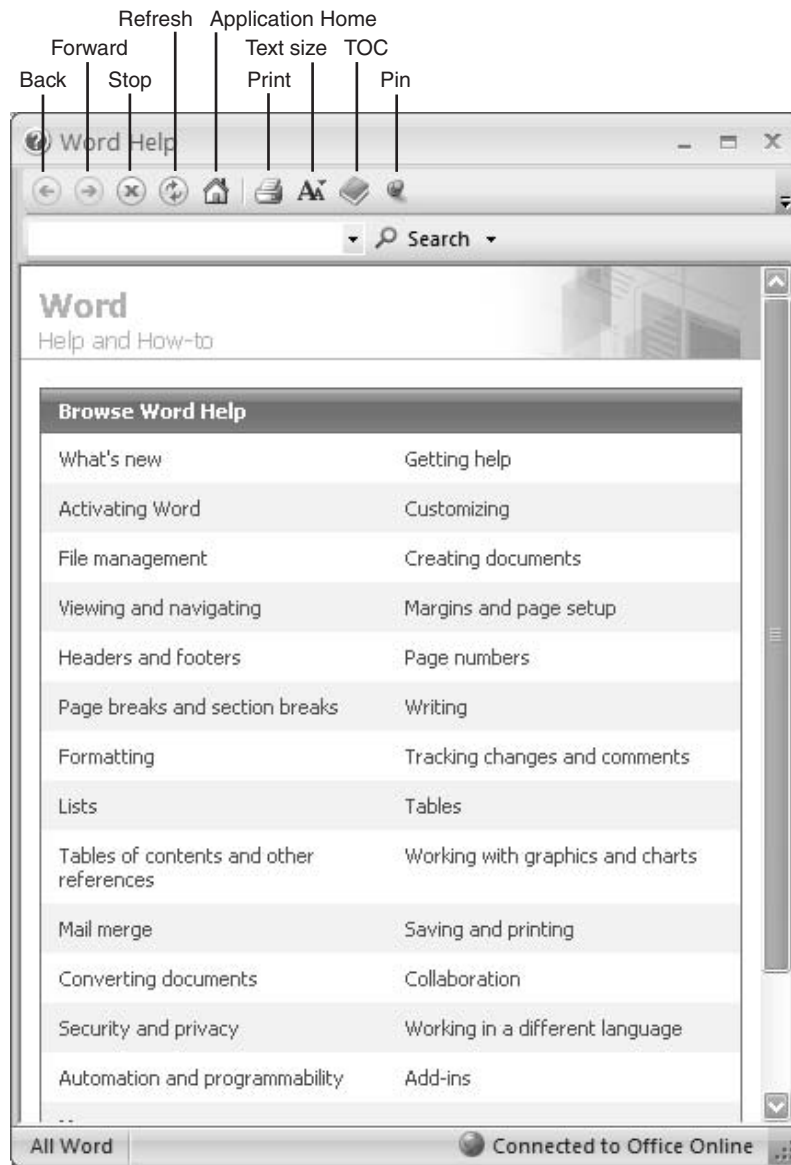 Refresh Application Home
Forward Text size TOC
Back Stop Print Pin
Word Help
Search
Word
Help and How-to
Browse Word Help
What's new Getting help
Activating Word Customizing
File management Creating documents
Viewing and navigating Margins and page setup
Headers and footers Page numbers
Page breaks and section breaks Writing
Formatting Tracking changes and comments
Lists Tables
Tables of contents and other Working with graphics and charts
references
Mail merge Saving and printing
Converting documents Collaboration
Security and privacy Working in a different language
Automation and programmability Add-ins
All Word Connected to Office Online